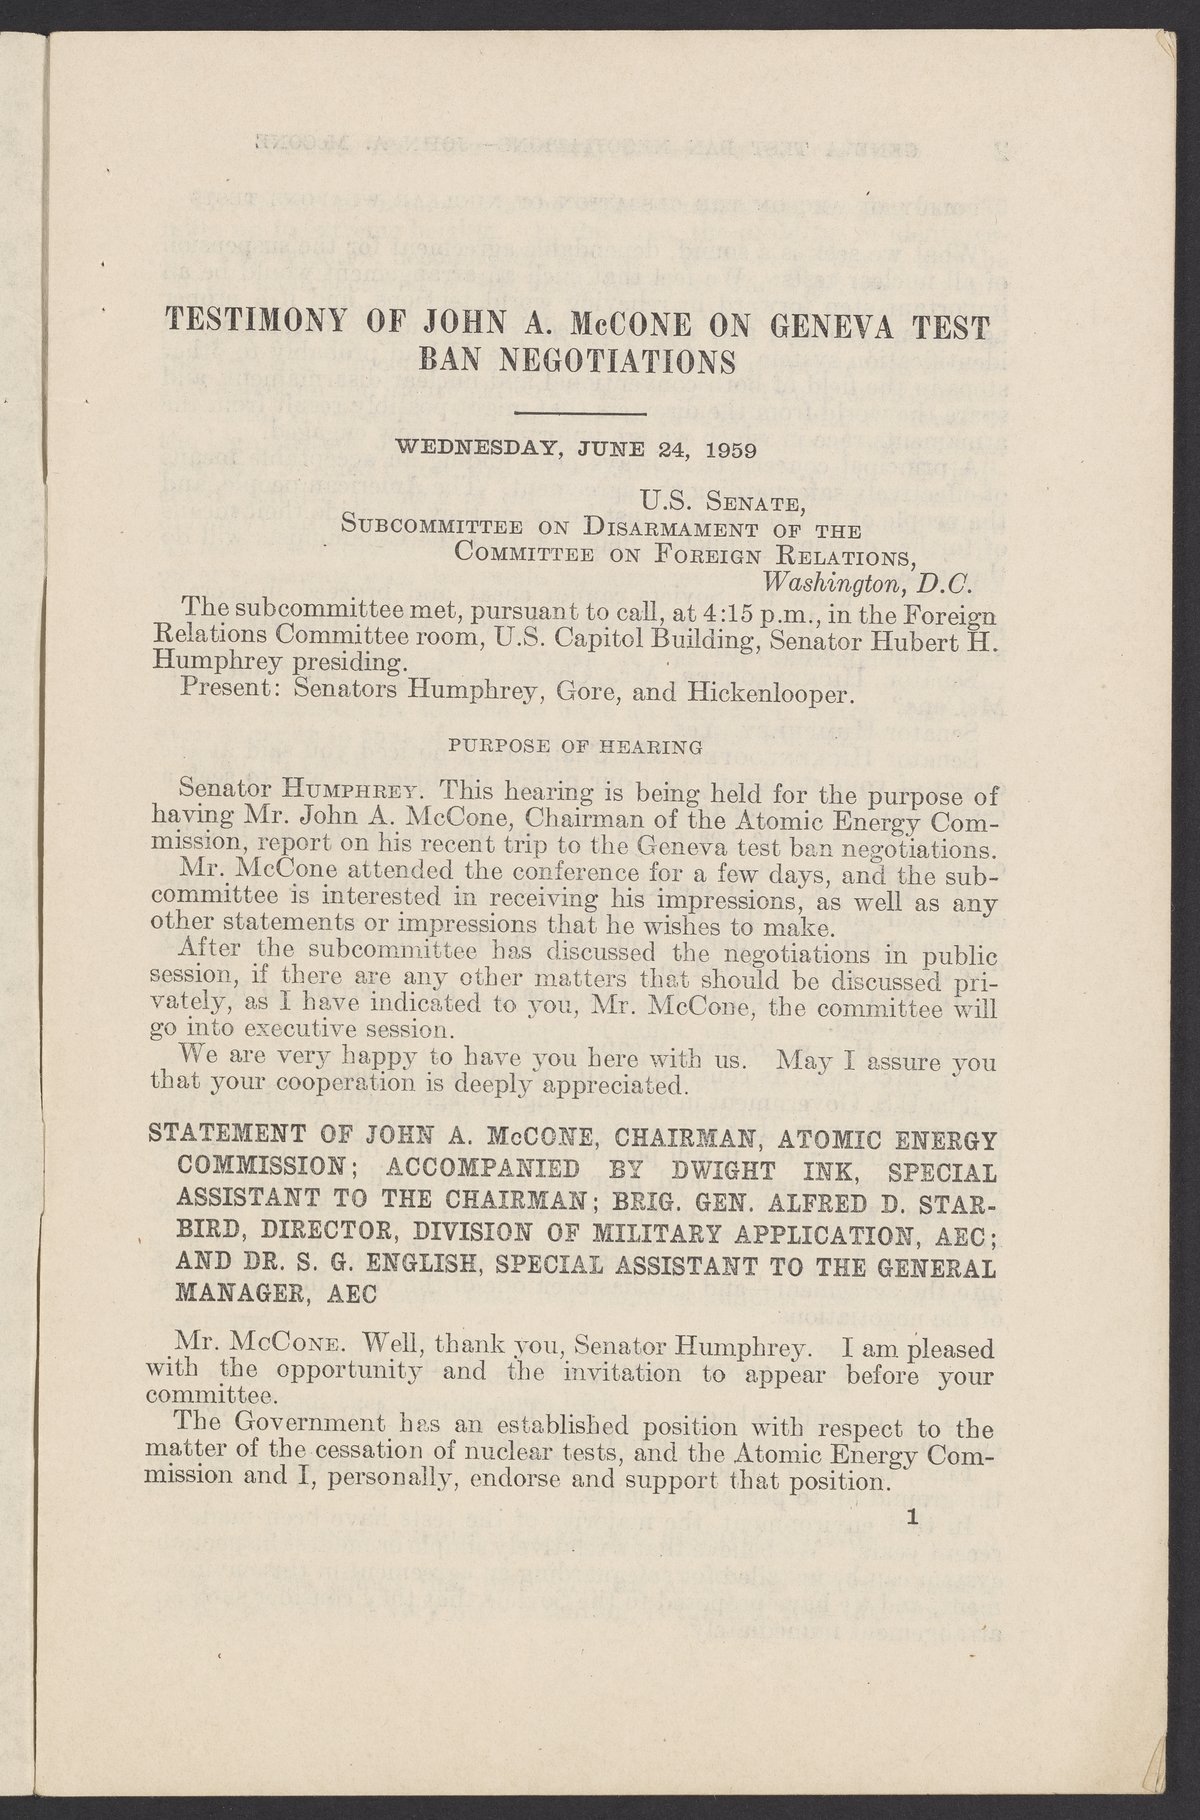 TESTIMONY OF JOHN A. McCONE ON GENEVA TEST
BAN NEGOTIATIONS
WEDNESDAY, JUNE 24, 1959
U.S. SENATE,
SUBCOMMITTEE ON DISARMAMENT OF THE
COMMITTEE ON FOREIGN RELATIONS,
Washington, D.C.
The subcommittee met, pursuant to call, at 4:15 p.m., in the Foreign
Relations Committee room, U.S. Capitol Building, Senator Hubert H.
Humphrey presiding.
Present: Senators Humphrey, Gore, and Hickenlooper.
PURPOSE OF HEARING
Senator HUMPHREY. This hearing is being held for the purpose of
having Mr. John A. McCone, Chairman of the Atomic Energy Com-
mission, report on his recent trip to the Geneva test ban negotiations.
Mr. McCone attended the conference for a few days, and the sub-
committee is interested in receiving his impressions, as well as any
other statements or impressions that he wishes to make.
After the subcommittee has discussed the negotiations in public
session, if there are any other matters that should be discussed pri-
vately, as I have indicated to you, Mr. McCone, the committee will
go into executive session.
We are very happy to have you here with us. May I assure you
that your cooperation is deeply appreciated.
STATEMENT OF JOHN A. McCONE, CHAIRMAN, ATOMIC ENERGY
COMMISSION; ACCOMPANIED BY DWIGHT INK, SPECIAL
ASSISTANT TO THE CHAIRMAN; BRIG. GEN. ALFRED D. STAR-
BIRD, DIRECTOR, DIVISION OF MILITARY APPLICATION, AEC;
AND DR. S. G. ENGLISH, SPECIAL ASSISTANT TO THE GENERAL
MANAGER, AEC
Mr. McCONE. Well, thank you, Senator Humphrey. I am pleased
with the opportunity and the invitation to appear before your
committee.
The Government has an established position with respect to the
matter of the cessation of nuclear tests, and the Atomic Energy Com-
mission and I, personally, endorse and support that position.
1